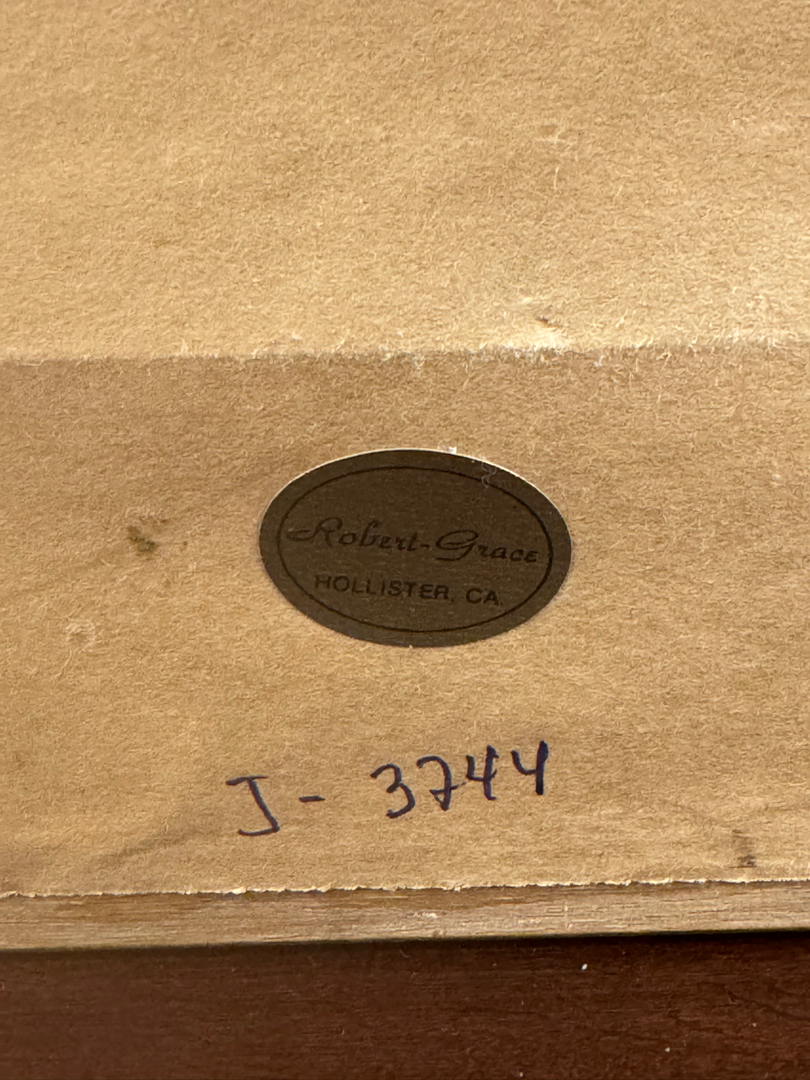 Robert-Grace
HOLLISTER, CA.
J- 3744